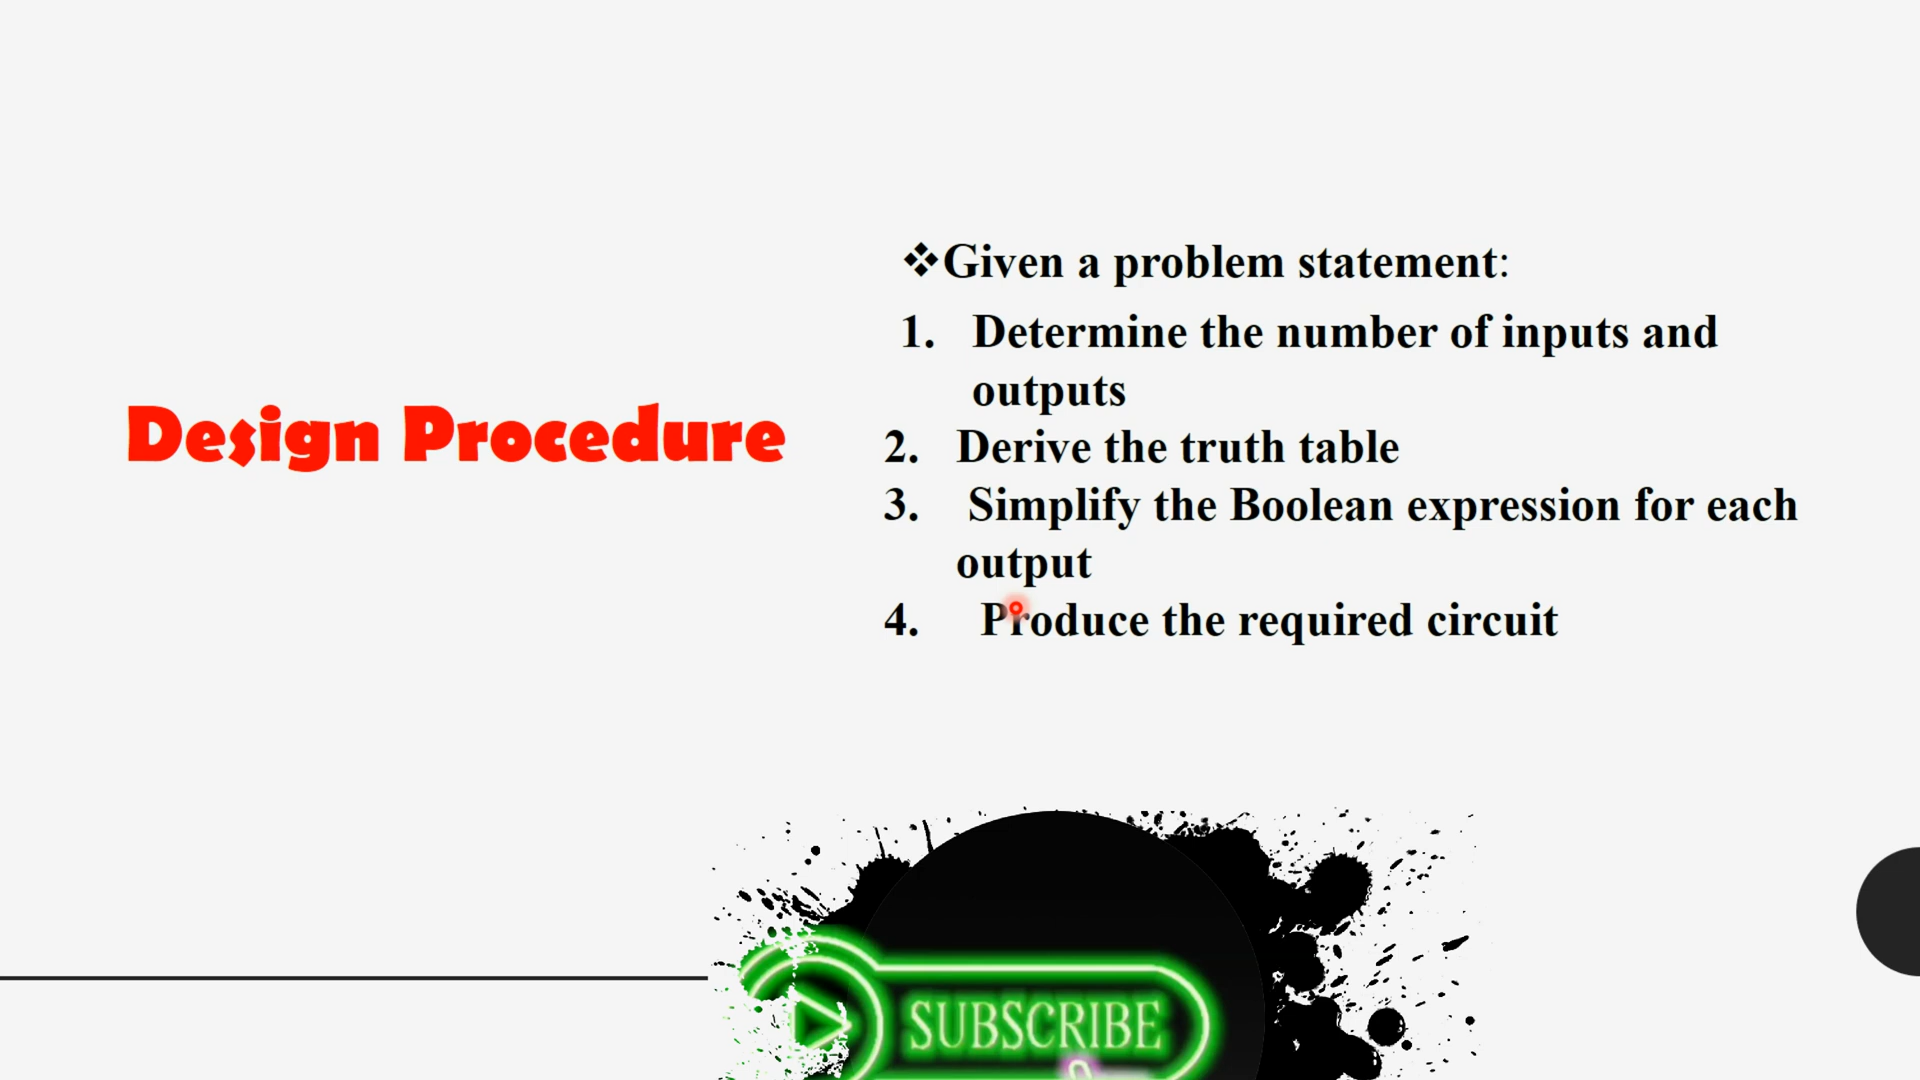 Design Procedure
❖Given a problem statement:
1. Determine the number of inputs and
outputs
2. Derive the truth table
3. Simplify the Boolean expression for each
output
4. Produce the required circuit
SUBSCRIBE